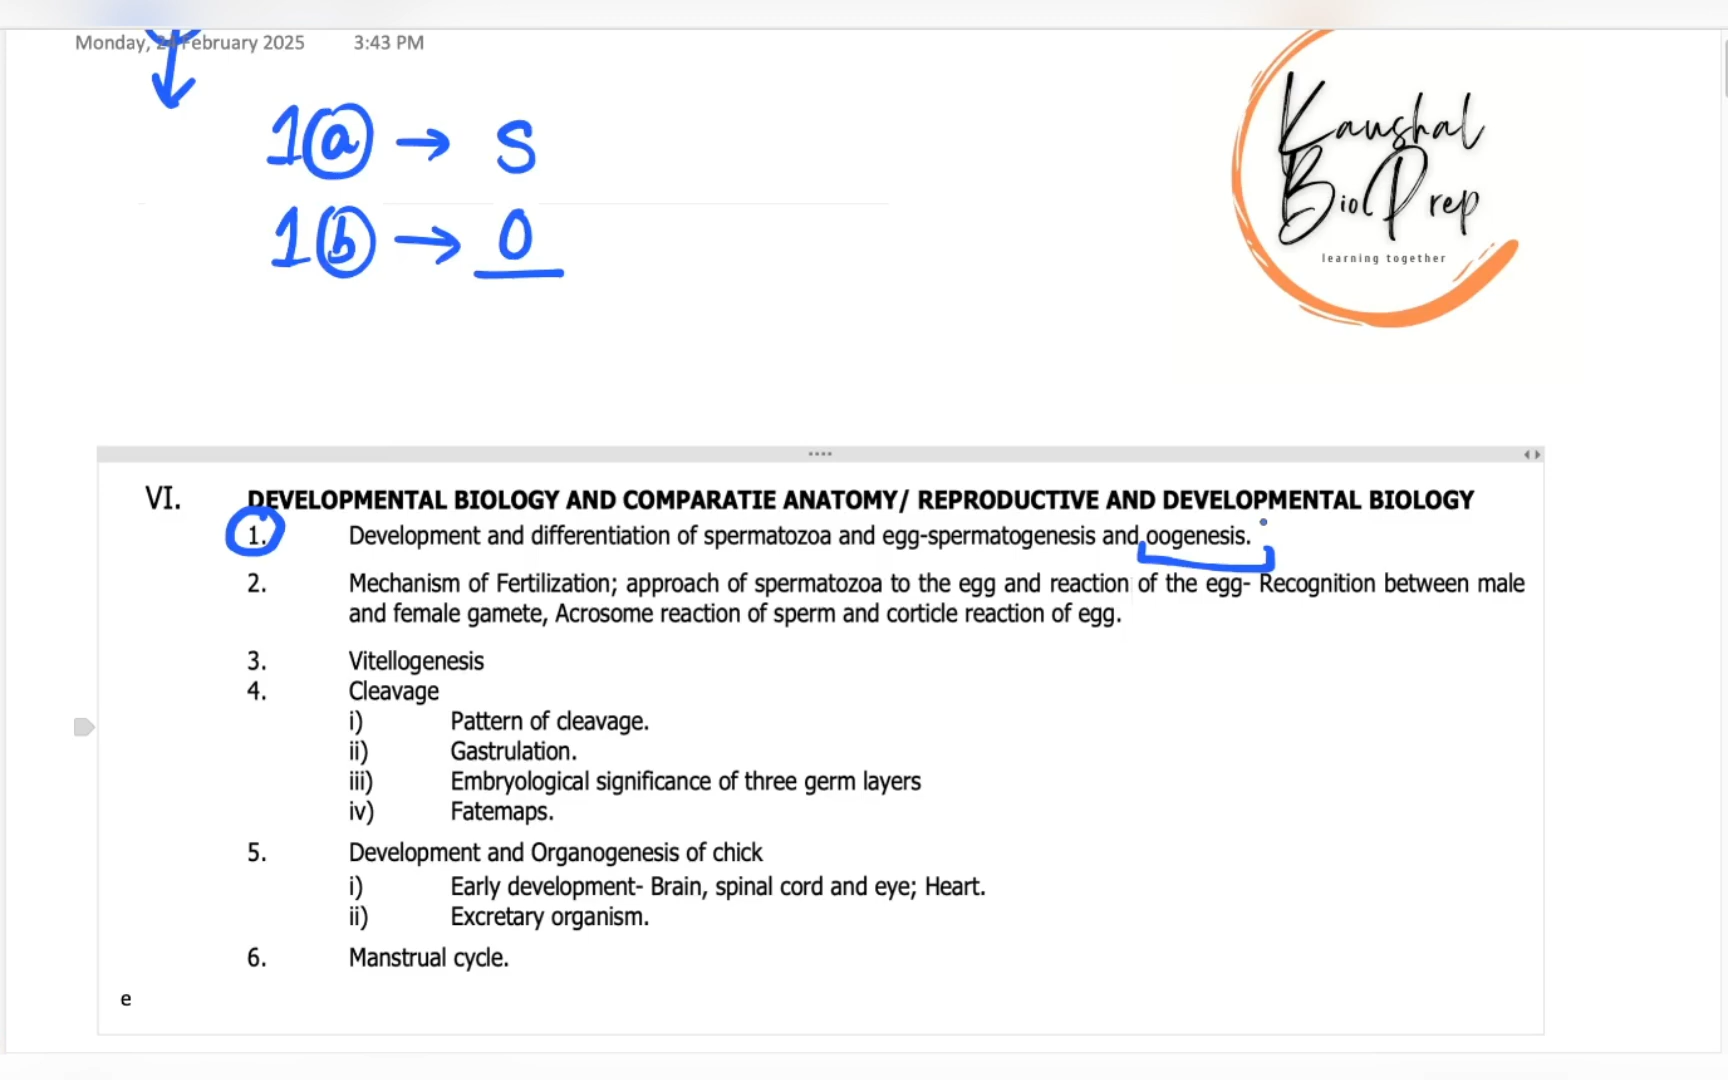 Monday, 24 February 2025 3:43 PM
1 a → S
1 b → O
Kaushal
BioPrep
learning together
VI. DEVELOPMENTAL BIOLOGY AND COMPARATIE ANATOMY/ REPRODUCTIVE AND DEVELOPMENTAL BIOLOGY
1. Development and differentiation of spermatozoa and egg-spermatogenesis and oogenesis.
2. Mechanism of Fertilization; approach of spermatozoa to the egg and reaction of the egg- Recognition between male
and female gamete, Acrosome reaction of sperm and corticle reaction of egg.
3. Vitellogenesis
4. Cleavage
i) Pattern of cleavage.
ii) Gastrulation.
iii) Embryological significance of three germ layers
iv) Fatemaps.
5. Development and Organogenesis of chick
i) Early development- Brain, spinal cord and eye; Heart.
ii) Excretary organism.
6. Manstrual cycle.
e